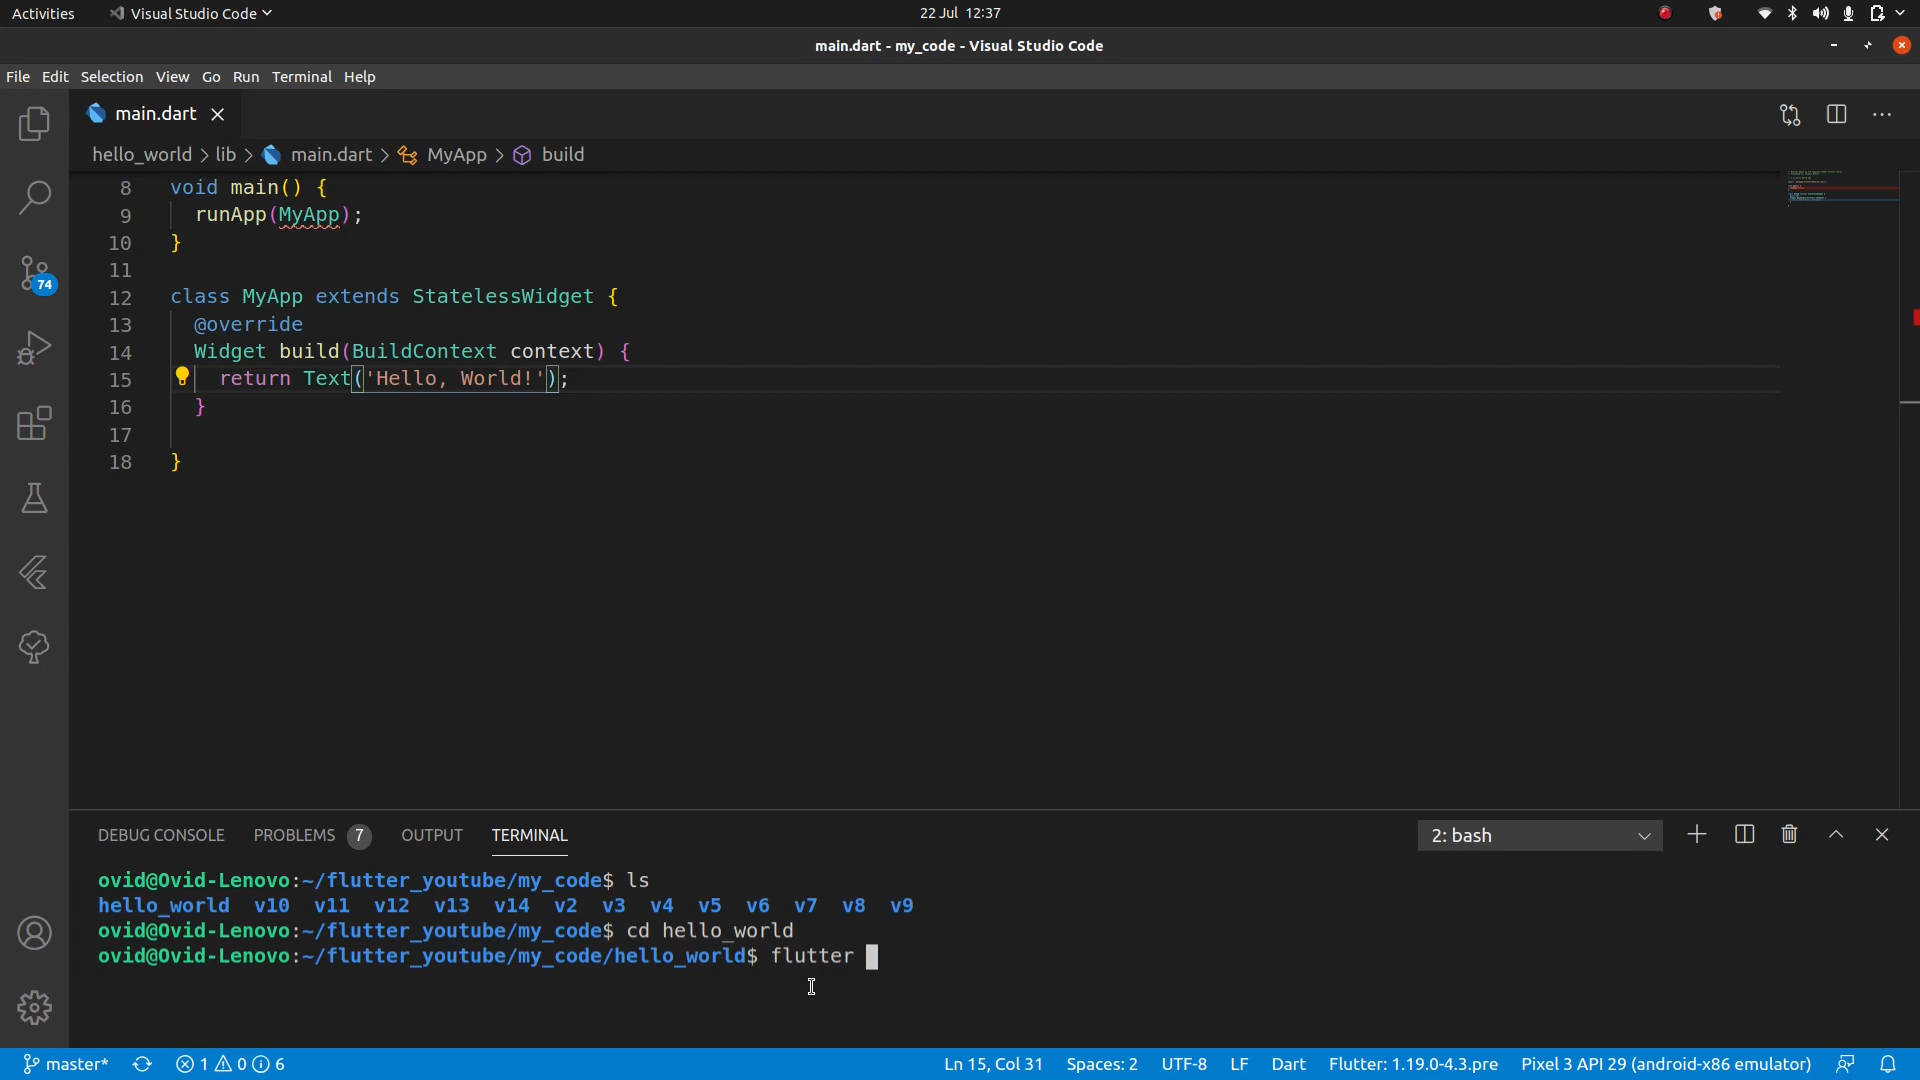 Activities Visual Studio Code 22 Jul 12:37
main.dart - my_code - Visual Studio Code
File Edit Selection View Go Run Terminal Help
main.dart
hello_world > lib > main.dart > MyApp > build
8 void main() {
9 runApp(MyApp);
10 }
11
12 class MyApp extends StatelessWidget {
13 @override
14 Widget build(BuildContext context) {
15 return Text('Hello, World!');
16 }
17
18 }
74
DEBUG CONSOLE PROBLEMS 7 OUTPUT TERMINAL 2: bash
ovid@Ovid-Lenovo:~/flutter_youtube/my_code$ ls
hello_world v10 v11 v12 v13 v14 v2 v3 v4 v5 v6 v7 v8 v9
ovid@Ovid-Lenovo:~/flutter_youtube/my_code$ cd hello_world
ovid@Ovid-Lenovo:~/flutter_youtube/my_code/hello_world$ flutter
master* 1 0 6 Ln 15, Col 31 Spaces: 2 UTF-8 LF Dart Flutter: 1.19.0-4.3.pre Pixel 3 API 29 (android-x86 emulator)